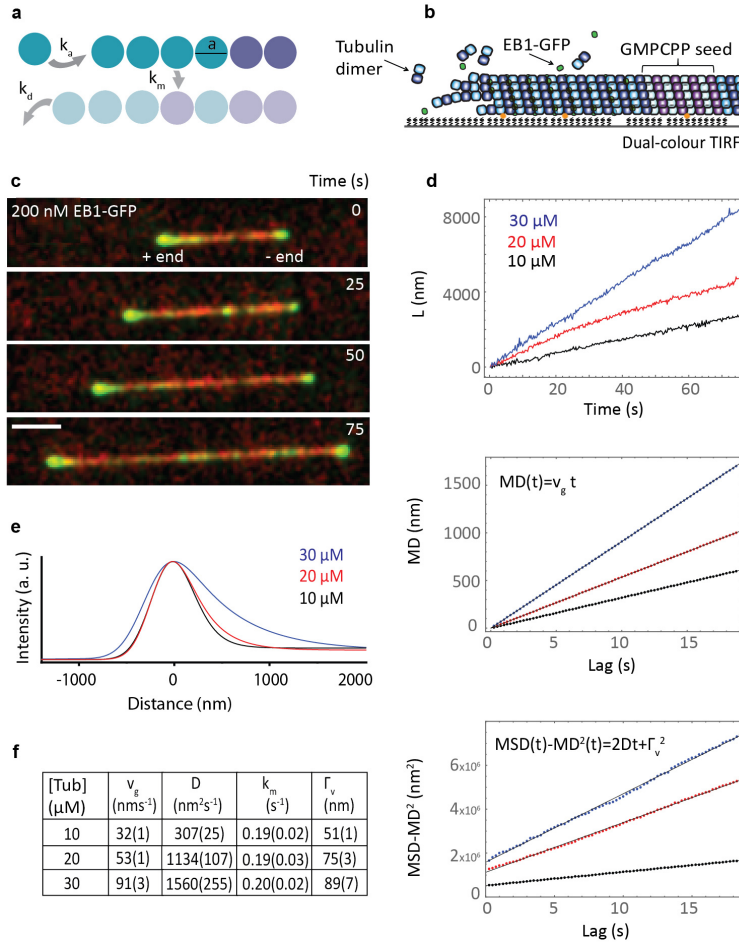 a
k_a
a
k_m
k_d
b
Tubulin
dimer
EB1-GFP
GMPCPP seed
Dual-colour TIRF
c
Time (s)
200 nM EB1-GFP
0
+ end
- end
25
50
75
d
8000
30 µM
20 µM
10 µM
L (nm)
4000
0
0
20
40
60
Time (s)
1500
MD(t)=v_g t
MD (nm)
1000
500
0
0
5
10
15
Lag (s)
e
30 µM
20 µM
10 µM
Intensity (a. u.)
-1000
0
1000
2000
Distance (nm)
MSD(t)-MD²(t)=2Dt+Γ_v²
6x10⁶
4x10⁶
2x10⁶
0
MSD-MD² (nm²)
0
5
10
15
Lag (s)
f
[Tub] (µM) v_g (nms⁻¹) D (nm²s⁻¹) k_m (s⁻¹) Γ_v (nm)
10 32(1) 307(25) 0.19(0.02) 51(1)
20 53(1) 1134(107) 0.19(0.03) 75(3)
30 91(3) 1560(255) 0.20(0.02) 89(7)